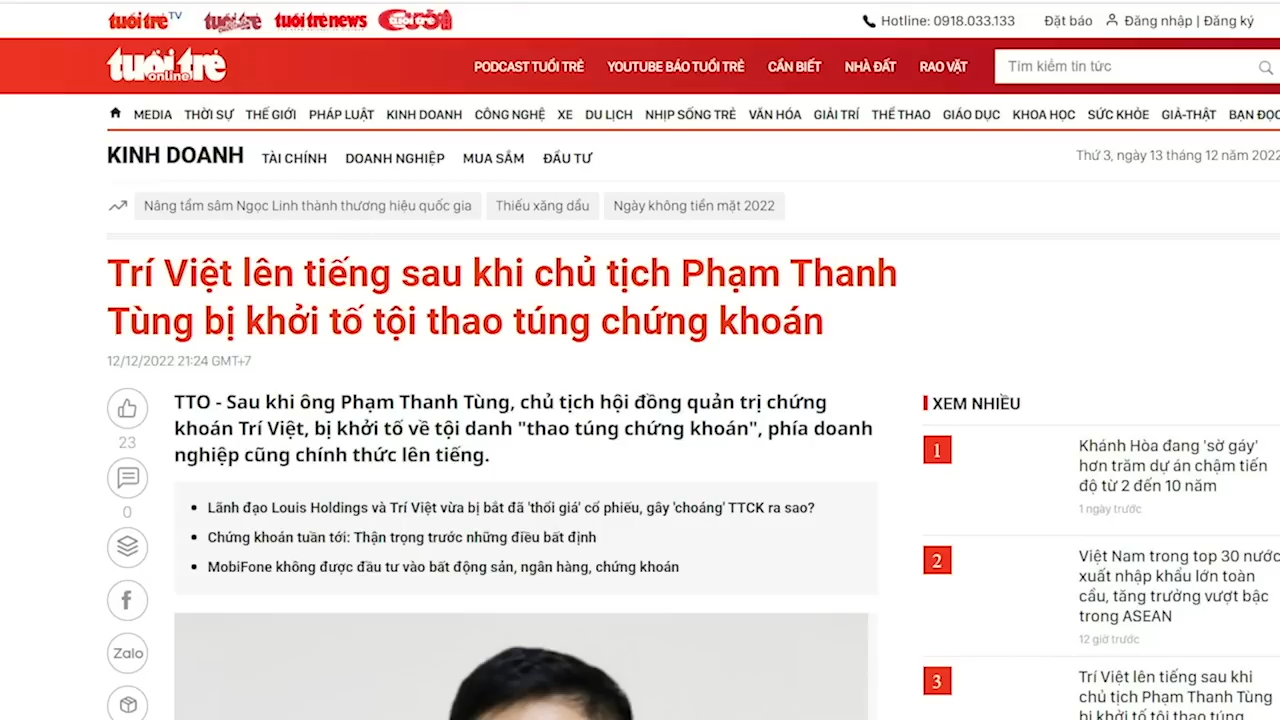 tuổi trẻ TV
tuổi trẻ
tuổi trẻ news
CƯỜI
tuổi trẻ
Hotline: 0918.033.133
Đặt báo
Đăng nhập | Đăng ký
tuổi trẻ
online
PODCAST TUỔI TRẺ YOUTUBE BÁO TUỔI TRẺ CẦN BIẾT NHÀ ĐẤT RAO VẶT
Tìm kiếm tin tức
MEDIA THỜI SỰ THẾ GIỚI PHÁP LUẬT KINH DOANH CÔNG NGHỆ XE DU LỊCH NHỊP SỐNG TRẺ VĂN HÓA GIẢI TRÍ THỂ THAO GIÁO DỤC KHOA HỌC SỨC KHỎE GIẢ-THẬT BẠN ĐỌC
KINH DOANH TÀI CHÍNH DOANH NGHIỆP MUA SẮM ĐẦU TƯ
Thứ 3, ngày 13 tháng 12 năm 2022
Nâng tầm sâm Ngọc Linh thành thương hiệu quốc gia
Thiếu xăng dầu
Ngày không tiền mặt 2022
Trí Việt lên tiếng sau khi chủ tịch Phạm Thanh
Tùng bị khởi tố tội thao túng chứng khoán
12/12/2022 21:24 GMT+7
23
0
Zalo
TTO - Sau khi ông Phạm Thanh Tùng, chủ tịch hội đồng quản trị chứng
khoán Trí Việt, bị khởi tố về tội danh "thao túng chứng khoán", phía doanh
nghiệp cũng chính thức lên tiếng.
Lãnh đạo Louis Holdings và Trí Việt vừa bị bắt đã 'thổi giá' cổ phiếu, gây 'choáng' TTCK ra sao?
Chứng khoán tuần tới: Thận trọng trước những điều bất định
MobiFone không được đầu tư vào bất động sản, ngân hàng, chứng khoán
XEM NHIỀU
1
Khánh Hòa đang 'sờ gáy'
hơn trăm dự án chậm tiến
độ từ 2 đến 10 năm
1 ngày trước
2
Việt Nam trong top 30 nước
xuất nhập khẩu lớn toàn
cầu, tăng trưởng vượt bậc
trong ASEAN
12 giờ trước
3
Trí Việt lên tiếng sau khi
chủ tịch Phạm Thanh Tùng
bị khởi tố tội thao túng